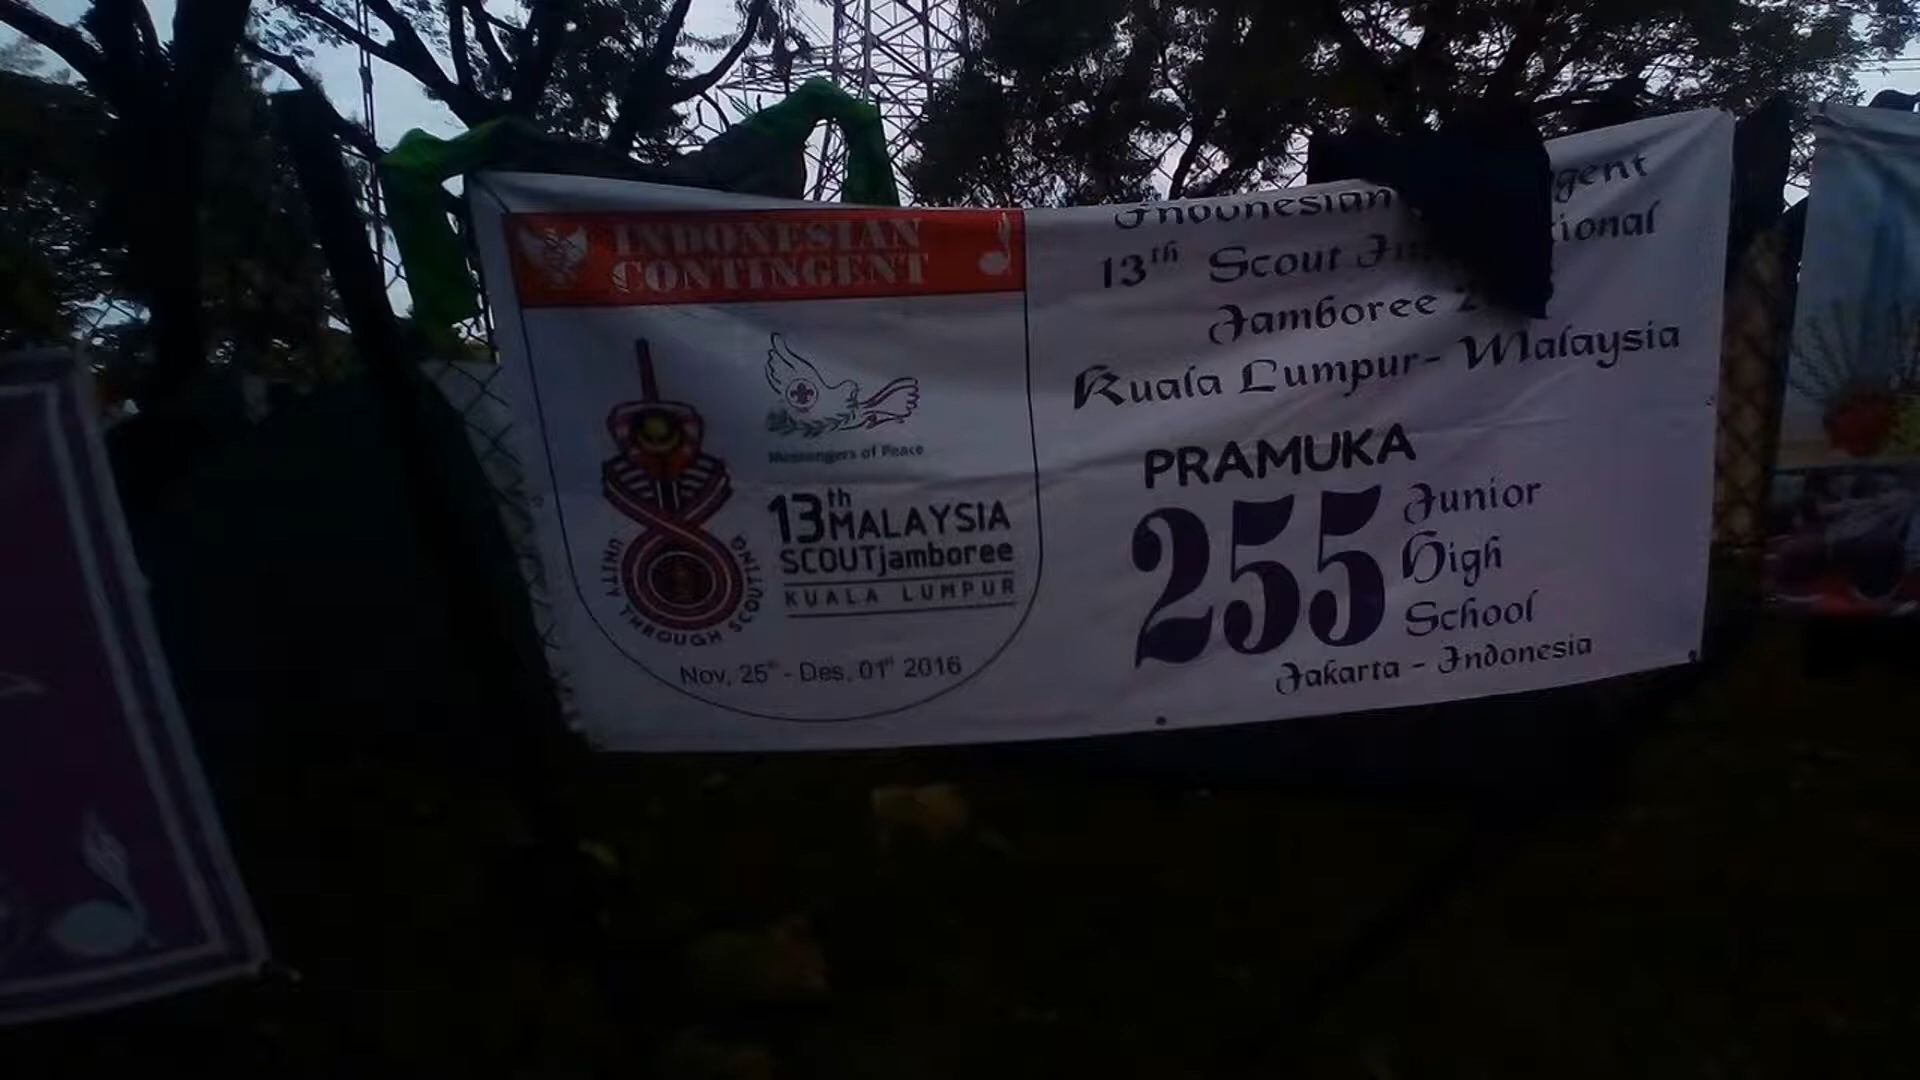 INDONESIAN
CONTINGENT
Messengers of Peace
13th MALAYSIA
SCOUTjamboree
KUALA LUMPUR
UNITY THROUGH SCOUTING
Nov, 25th - Des, 01st 2016
Indonesian
13th Scout
Jamboree
Kuala Lumpur - Malaysia
PRAMUKA
255 Junior
High
School
Jakarta - Indonesia